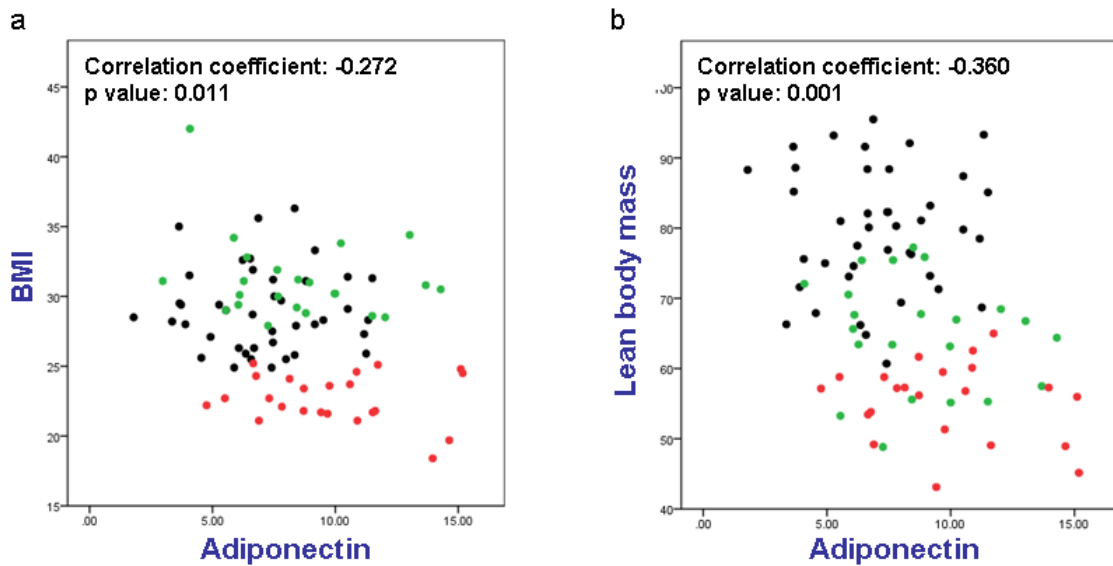 a
Correlation coefficient: -0.272
p value: 0.011
BMI
45
40
35
30
25
20
15
.00
5.00
10.00
15.00
Adiponectin
b
Correlation coefficient: -0.360
p value: 0.001
Lean body mass
100
90
80
70
60
50
40
.00
5.00
10.00
15.00
Adiponectin